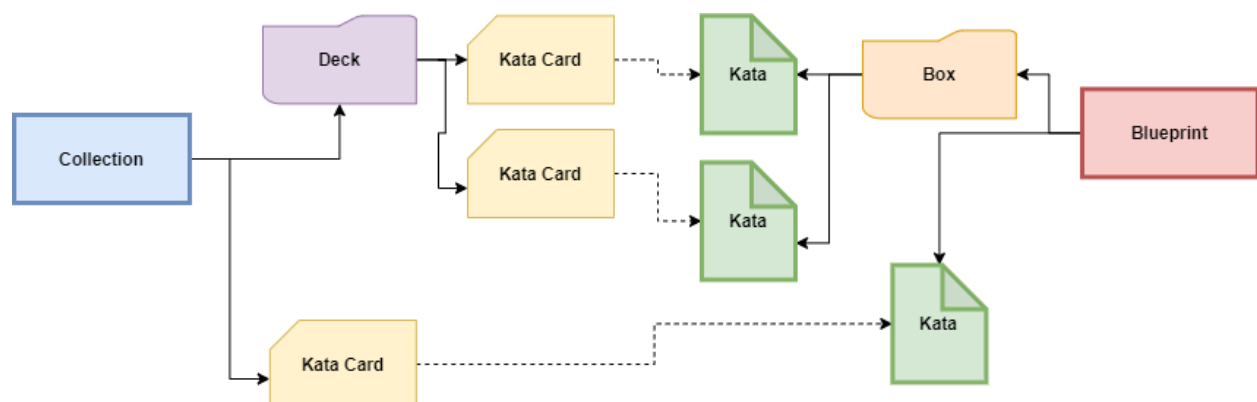 Deck
Kata Card
Kata
Box
Blueprint
Collection
Kata Card
Kata
Kata
Kata Card